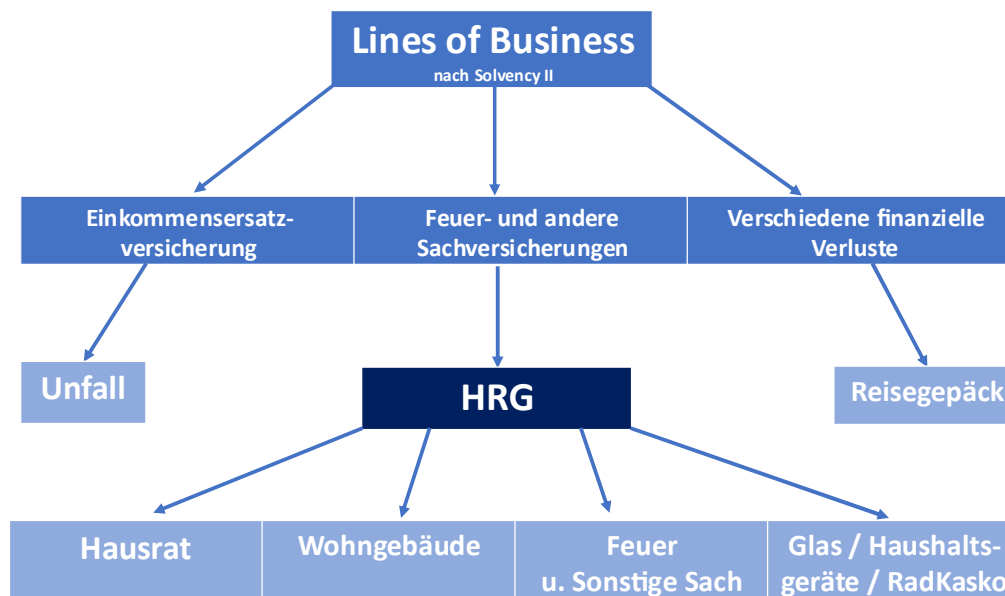 Lines of Business
nach Solvency II
Einkommensersatz-
versicherung
Feuer- und andere
Sachversicherungen
Verschiedene finanzielle
Verluste
Unfall
HRG
Reisegepäck
Hausrat
Wohngebäude
Feuer
u. Sonstige Sach
Glas / Haushalts-
geräte / RadKasko